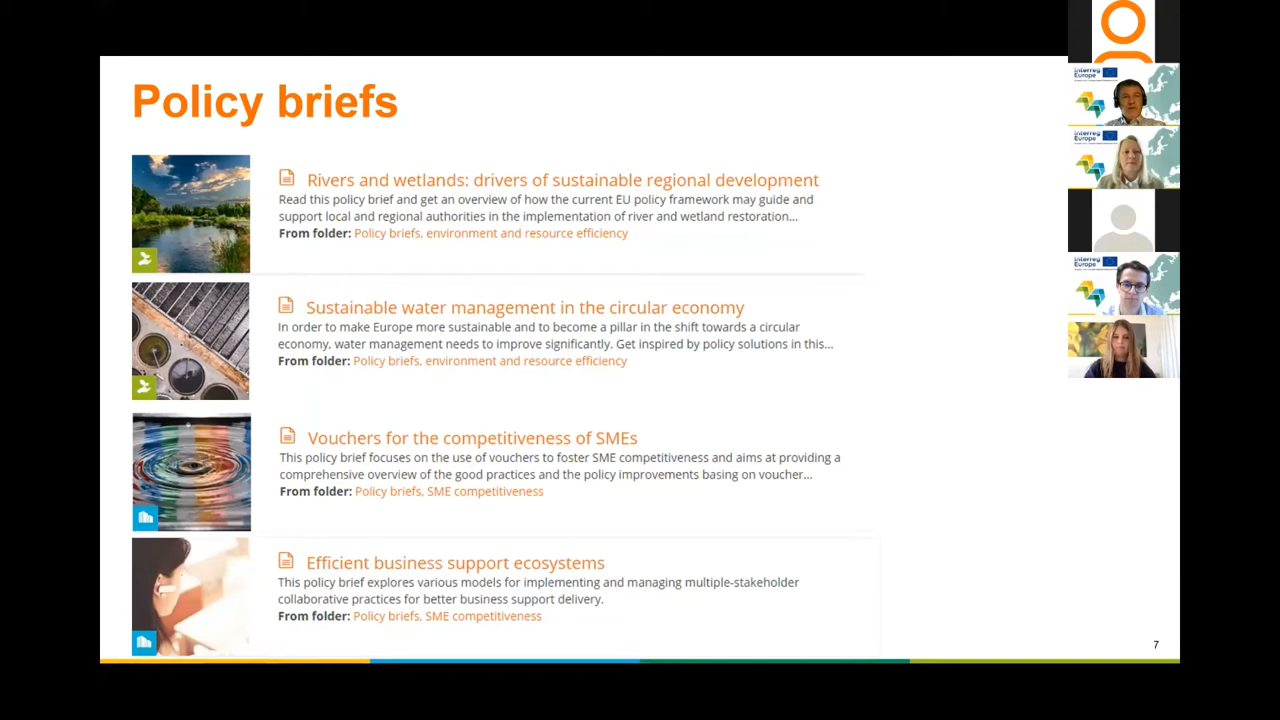 Policy briefs
Rivers and wetlands: drivers of sustainable regional development
Read this policy brief and get an overview of how the current EU policy framework may guide and
support local and regional authorities in the implementation of river and wetland restoration...
From folder: Policy briefs, environment and resource efficiency
Sustainable water management in the circular economy
In order to make Europe more sustainable and to become a pillar in the shift towards a circular
economy, water management needs to improve significantly. Get inspired by policy solutions in this...
From folder: Policy briefs, environment and resource efficiency
Vouchers for the competitiveness of SMEs
This policy brief focuses on the use of vouchers to foster SME competitiveness and aims at providing a
comprehensive overview of the good practices and the policy improvements basing on voucher...
From folder: Policy briefs, SME competitiveness
Efficient business support ecosystems
This policy brief explores various models for implementing and managing multiple-stakeholder
collaborative practices for better business support delivery.
From folder: Policy briefs, SME competitiveness
7
Interreg
Europe
Interreg
Europe
Interreg
Europe